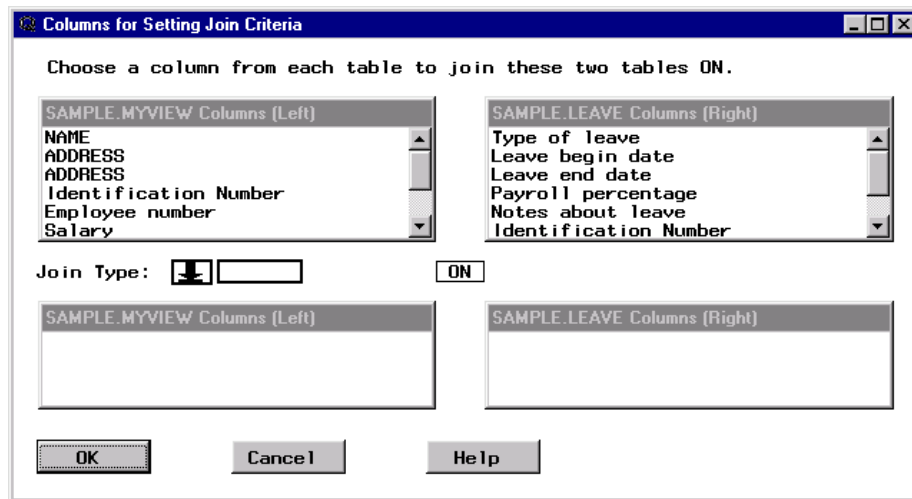 Columns for Setting Join Criteria
Choose a column from each table to join these two tables ON.
SAMPLE.MYVIEW Columns (Left)
NAME
ADDRESS
ADDRESS
Identification Number
Employee number
Salary
SAMPLE.LEAVE Columns (Right)
Type of leave
Leave begin date
Leave end date
Payroll percentage
Notes about leave
Identification Number
Join Type:
ON
SAMPLE.MYVIEW Columns (Left)
SAMPLE.LEAVE Columns (Right)
OK
Cancel
Help